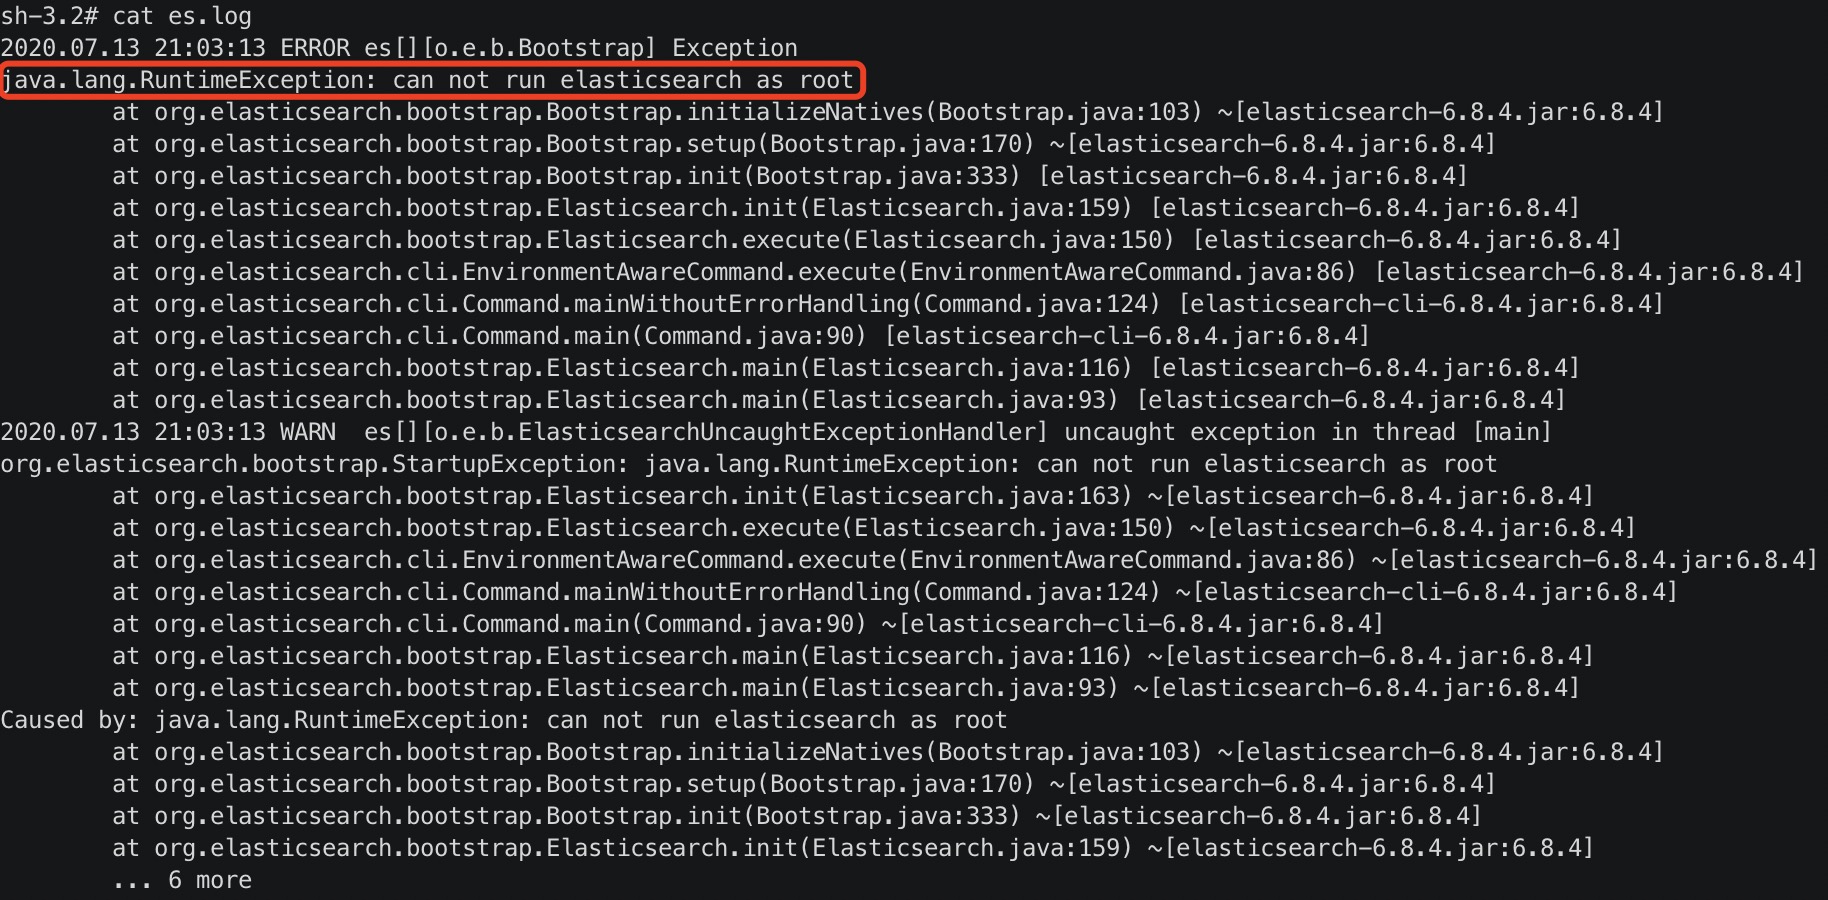 sh-3.2# cat es.log
2020.07.13 21:03:13 ERROR es[][o.e.b.Bootstrap] Exception
java.lang.RuntimeException: can not run elasticsearch as root
        at org.elasticsearch.bootstrap.Bootstrap.initializeNatives(Bootstrap.java:103) ~[elasticsearch-6.8.4.jar:6.8.4]
        at org.elasticsearch.bootstrap.Bootstrap.setup(Bootstrap.java:170) ~[elasticsearch-6.8.4.jar:6.8.4]
        at org.elasticsearch.bootstrap.Bootstrap.init(Bootstrap.java:333) [elasticsearch-6.8.4.jar:6.8.4]
        at org.elasticsearch.bootstrap.Elasticsearch.init(Elasticsearch.java:159) [elasticsearch-6.8.4.jar:6.8.4]
        at org.elasticsearch.bootstrap.Elasticsearch.execute(Elasticsearch.java:150) [elasticsearch-6.8.4.jar:6.8.4]
        at org.elasticsearch.cli.EnvironmentAwareCommand.execute(EnvironmentAwareCommand.java:86) [elasticsearch-6.8.4.jar:6.8.4]
        at org.elasticsearch.cli.Command.mainWithoutErrorHandling(Command.java:124) [elasticsearch-cli-6.8.4.jar:6.8.4]
        at org.elasticsearch.cli.Command.main(Command.java:90) [elasticsearch-cli-6.8.4.jar:6.8.4]
        at org.elasticsearch.bootstrap.Elasticsearch.main(Elasticsearch.java:116) [elasticsearch-6.8.4.jar:6.8.4]
        at org.elasticsearch.bootstrap.Elasticsearch.main(Elasticsearch.java:93) [elasticsearch-6.8.4.jar:6.8.4]
2020.07.13 21:03:13 WARN  es[][o.e.b.ElasticsearchUncaughtExceptionHandler] uncaught exception in thread [main]
org.elasticsearch.bootstrap.StartupException: java.lang.RuntimeException: can not run elasticsearch as root
        at org.elasticsearch.bootstrap.Elasticsearch.init(Elasticsearch.java:163) ~[elasticsearch-6.8.4.jar:6.8.4]
        at org.elasticsearch.bootstrap.Elasticsearch.execute(Elasticsearch.java:150) ~[elasticsearch-6.8.4.jar:6.8.4]
        at org.elasticsearch.cli.EnvironmentAwareCommand.execute(EnvironmentAwareCommand.java:86) ~[elasticsearch-6.8.4.jar:6.8.4]
        at org.elasticsearch.cli.Command.mainWithoutErrorHandling(Command.java:124) ~[elasticsearch-cli-6.8.4.jar:6.8.4]
        at org.elasticsearch.cli.Command.main(Command.java:90) ~[elasticsearch-cli-6.8.4.jar:6.8.4]
        at org.elasticsearch.bootstrap.Elasticsearch.main(Elasticsearch.java:116) ~[elasticsearch-6.8.4.jar:6.8.4]
        at org.elasticsearch.bootstrap.Elasticsearch.main(Elasticsearch.java:93) ~[elasticsearch-6.8.4.jar:6.8.4]
Caused by: java.lang.RuntimeException: can not run elasticsearch as root
        at org.elasticsearch.bootstrap.Bootstrap.initializeNatives(Bootstrap.java:103) ~[elasticsearch-6.8.4.jar:6.8.4]
        at org.elasticsearch.bootstrap.Bootstrap.setup(Bootstrap.java:170) ~[elasticsearch-6.8.4.jar:6.8.4]
        at org.elasticsearch.bootstrap.Bootstrap.init(Bootstrap.java:333) ~[elasticsearch-6.8.4.jar:6.8.4]
        at org.elasticsearch.bootstrap.Elasticsearch.init(Elasticsearch.java:159) ~[elasticsearch-6.8.4.jar:6.8.4]
        ... 6 more